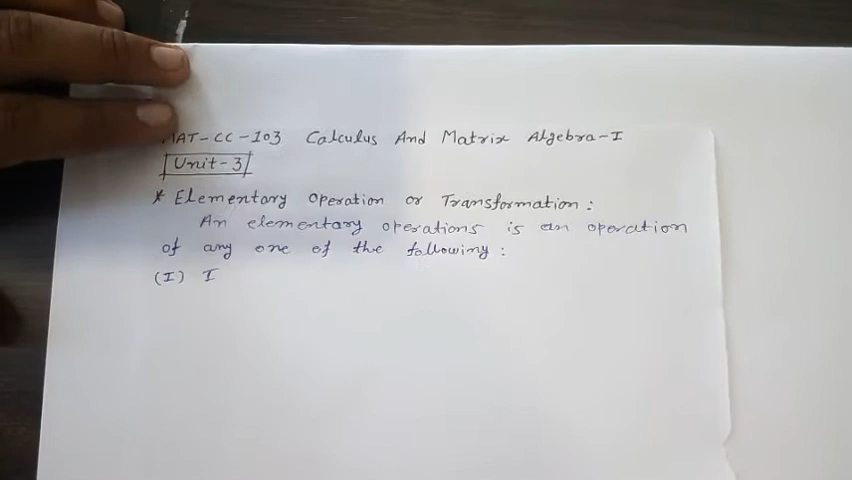 MAT-CC-103 Calculus And Matrix Algebra-I
Unit-3
* Elementary Operation or Transformation:
An elementary operations is an operation
of any one of the following:
(I) I